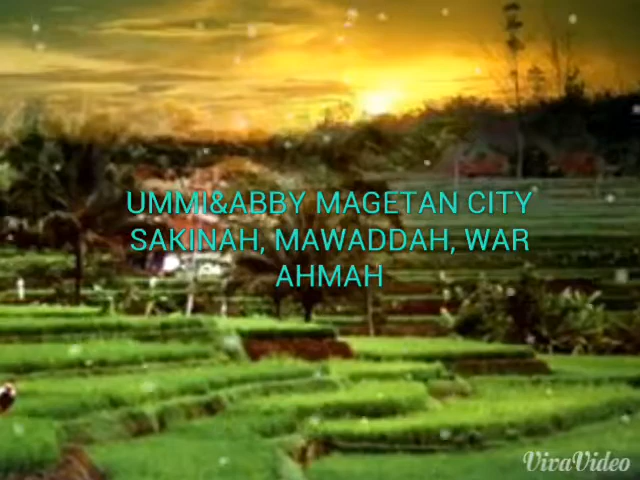 UMMI&ABBY MAGETAN CITY
SAKINAH, MAWADDAH, WAR
AHMAH
VivaVideo